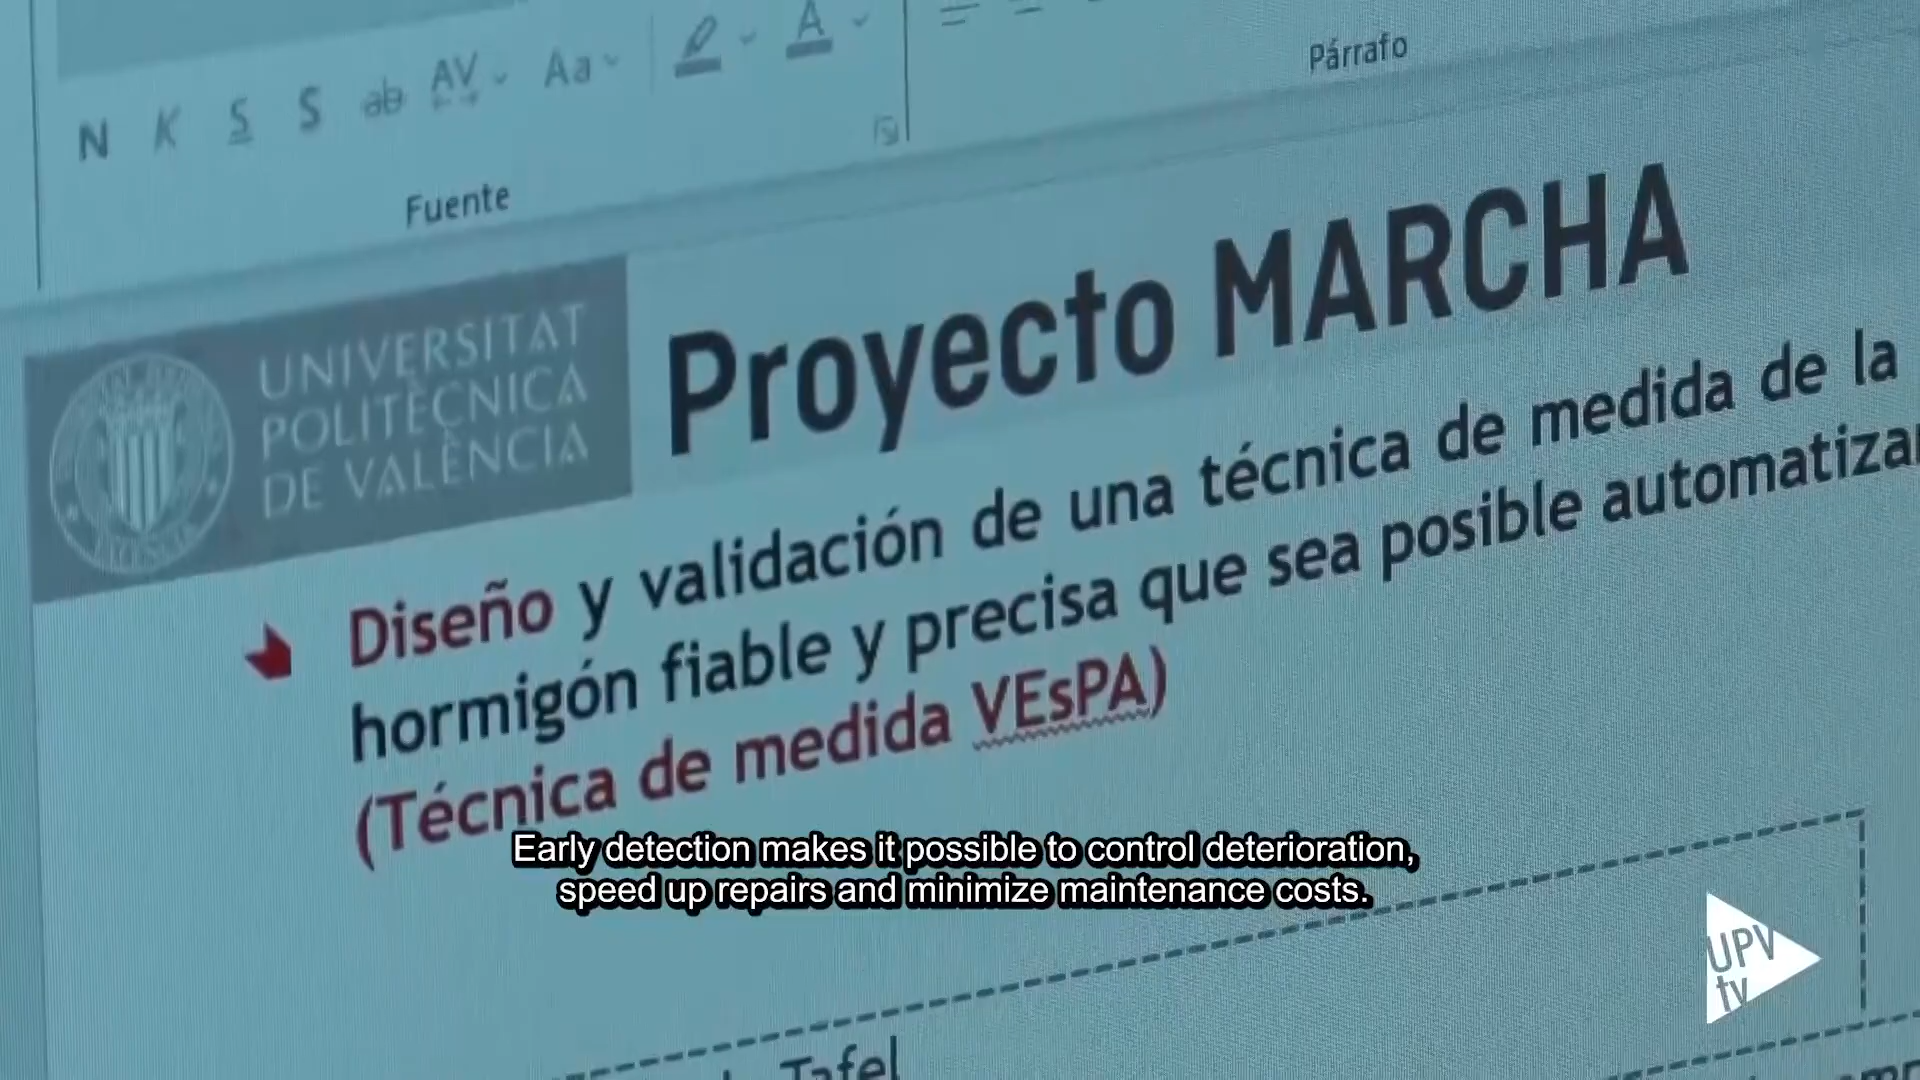 N K S S ab AV Aa A
Fuente
Párrafo
UNIVERSITAT
POLITÈCNICA
DE VALÈNCIA
Proyecto MARCHA
Diseño y validación de una técnica de medida de la
hormigón fiable y precisa que sea posible automatizar
(Técnica de medida VEsPA)
Early detection makes it possible to control deterioration,
speed up repairs and minimize maintenance costs.
UPV
tv
Tafel